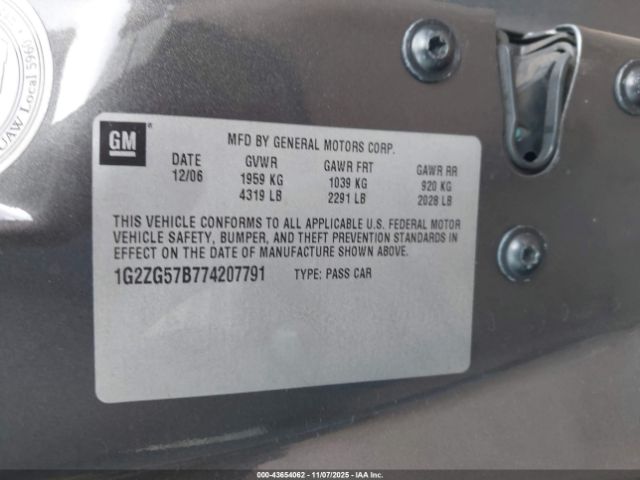 UAW Local 5960
GM
MFD BY GENERAL MOTORS CORP.
DATE GVWR GAWR FRT GAWR RR
12/06 1959 KG 1039 KG 920 KG
4319 LB 2291 LB 2028 LB
THIS VEHICLE CONFORMS TO ALL APPLICABLE U.S. FEDERAL MOTOR
VEHICLE SAFETY, BUMPER, AND THEFT PREVENTION STANDARDS IN
EFFECT ON THE DATE OF MANUFACTURE SHOWN ABOVE.
1G2ZG57B774207791 TYPE: PASS CAR
000-43654062 - 11/07/2025 - IAA Inc.